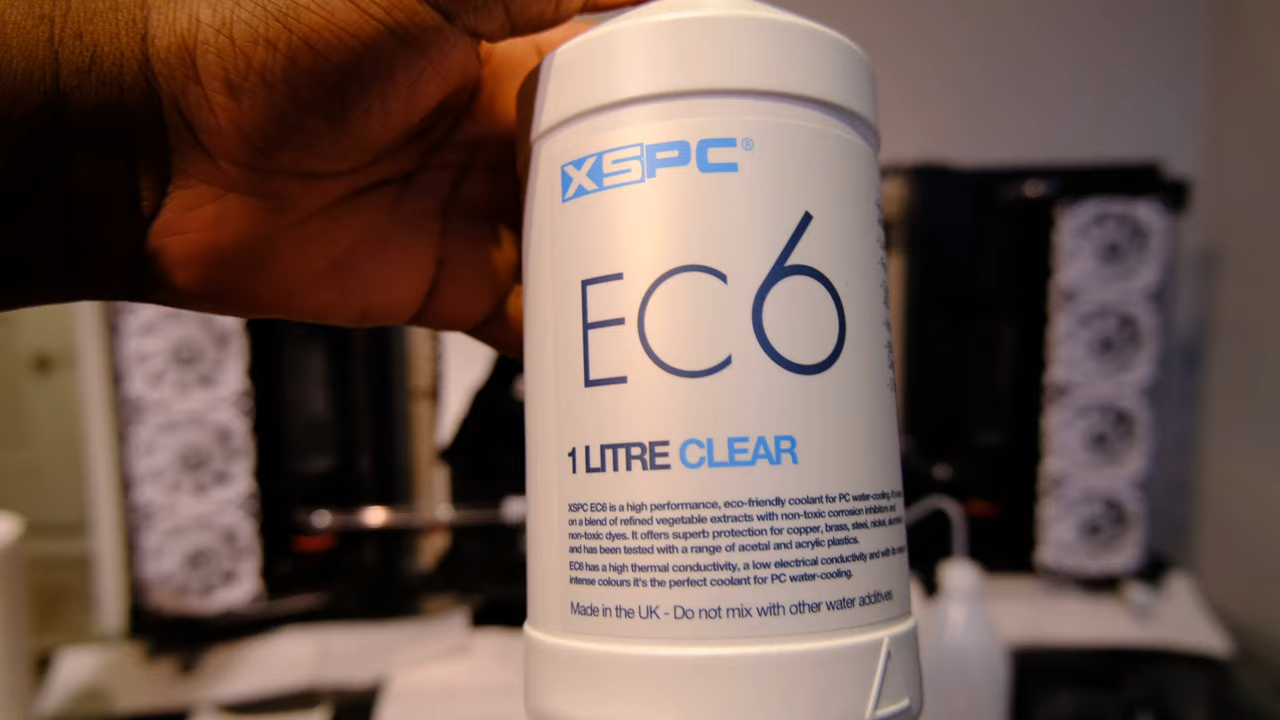 XSPC®
EC6
1 LITRE CLEAR
XSPC EC6 is a high performance, eco-friendly coolant for PC water-cooling.
on a blend of refined vegetable extracts with non-toxic corrosion inhibitors and
non-toxic dyes. It offers superb protection for copper, brass, steel, nickel,
and has been tested with a range of acetal and acrylic plastics.
EC6 has a high thermal conductivity, a low electrical conductivity and with
intense colours it's the perfect coolant for PC water-cooling.
Made in the UK - Do not mix with other water additives